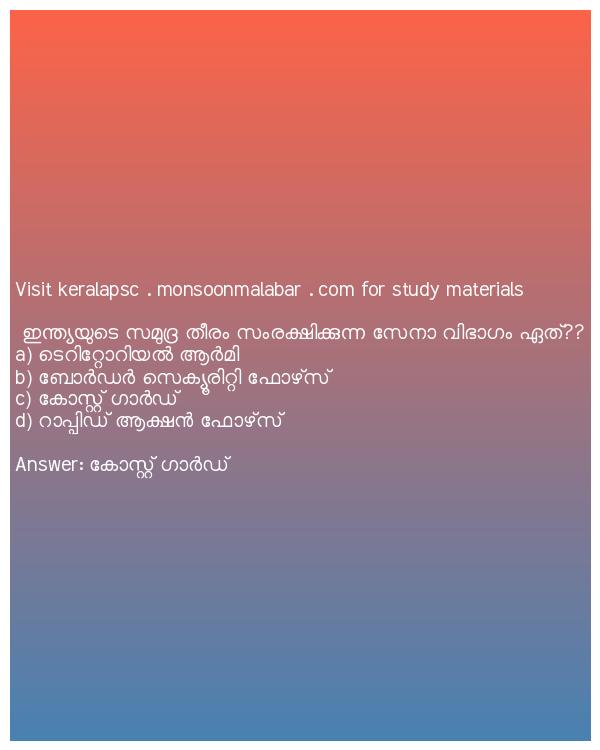 Visit keralapsc . monsoonmalabar . com for study materials
ഇന്ത്യയുടെ സമുദ്ര തീരം സംരക്ഷിക്കുന്ന സേനാ വിഭാഗം ഏത്??
a) ടെറിറ്റോറിയൽ ആർമി
b) ബോർഡർ സെക്യൂരിറ്റി ഫോഴ്സ്
c) കോസ്റ്റ് ഗാർഡ്
d) റാപ്പിഡ് ആക്ഷൻ ഫോഴ്സ്
Answer: കോസ്റ്റ് ഗാർഡ്